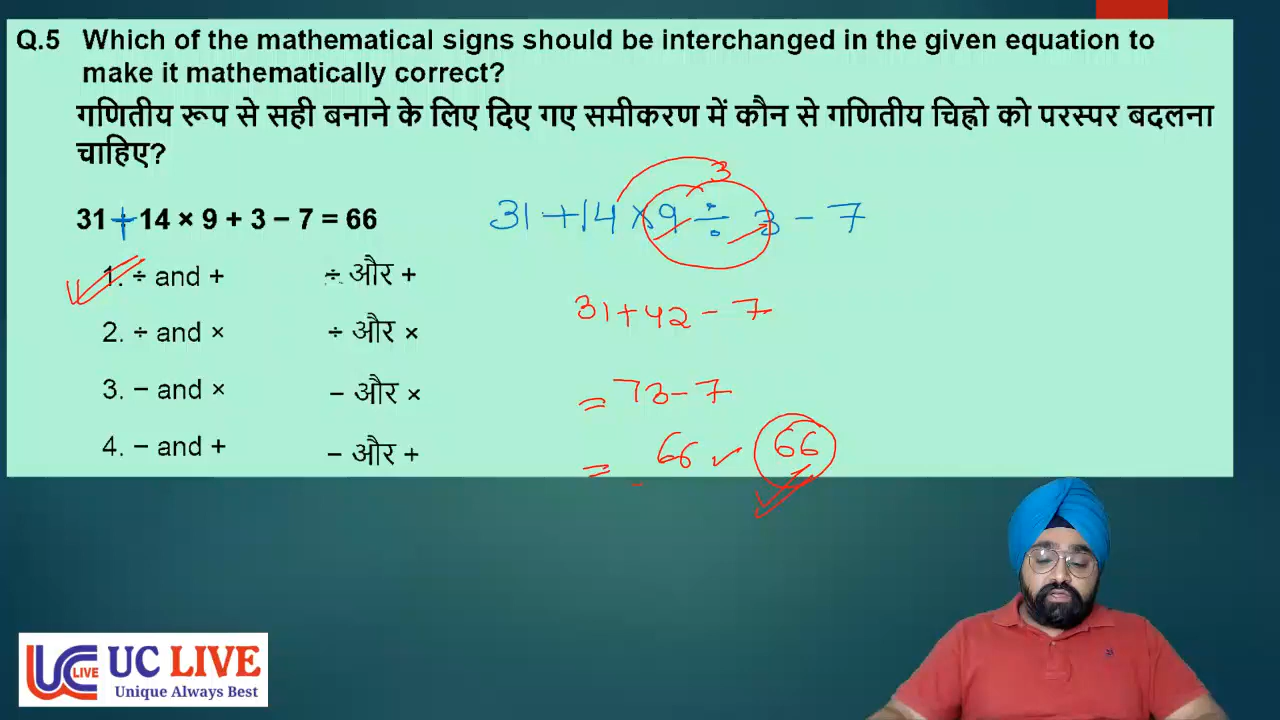 Q.5 Which of the mathematical signs should be interchanged in the given equation to
make it mathematically correct?
गणितीय रूप से सही बनाने के लिए दिए गए समीकरण में कौन से गणितीय चिह्नो को परस्पर बदलना
चाहिए?
31 + 14 × 9 + 3 − 7 = 66
1. ÷ and + ÷ और +
2. ÷ and × ÷ और ×
3. − and × − और ×
4. − and + − और +
3
31 + 14 × 9 ÷ 3 − 7
31 + 42 − 7
= 73 − 7
= 66 66
UC LIVE
LIVE
Unique Always Best